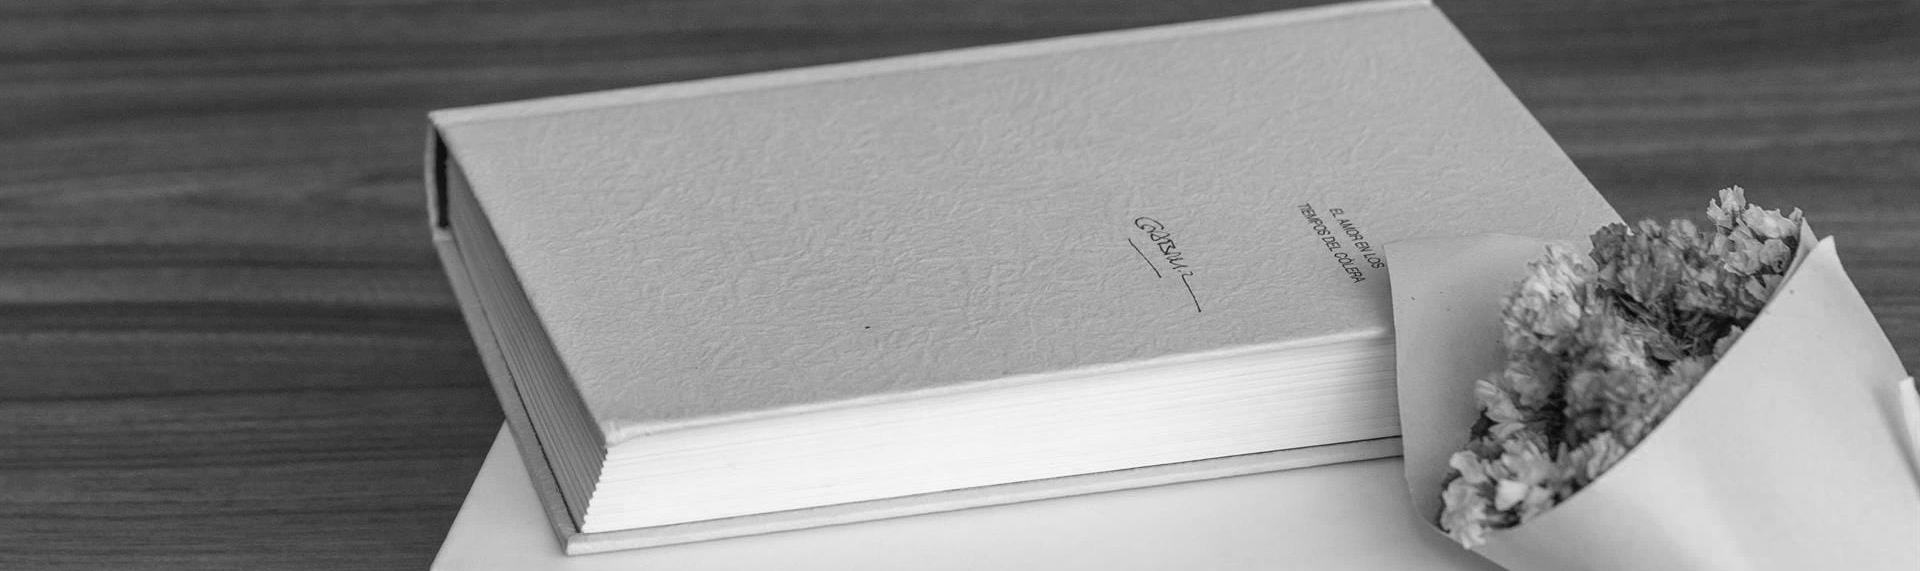 EL AMOR EN LOS
TIEMPOS DEL CÓLERA